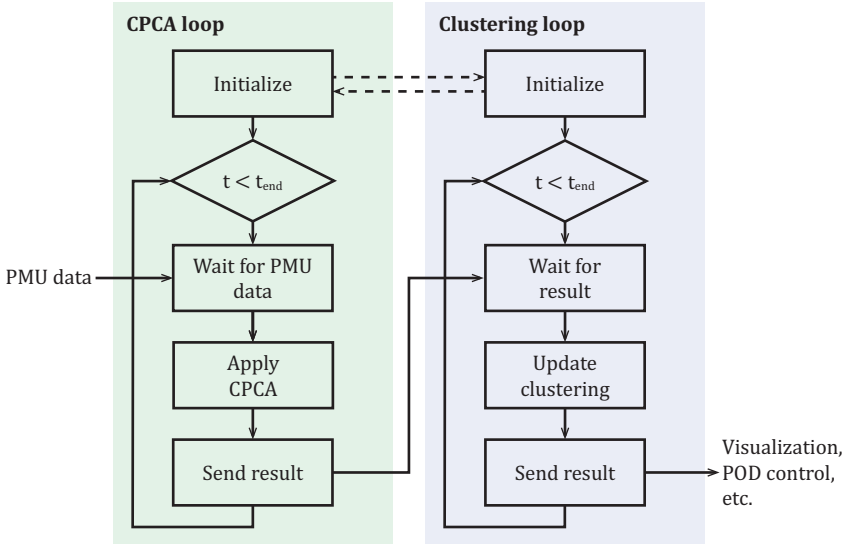 CPCA loop
Initialize
t < tend
PMU data
Wait for PMU
data
Apply
CPCA
Send result
Clustering loop
Initialize
t < tend
Wait for
result
Update
clustering
Send result
Visualization,
POD control,
etc.